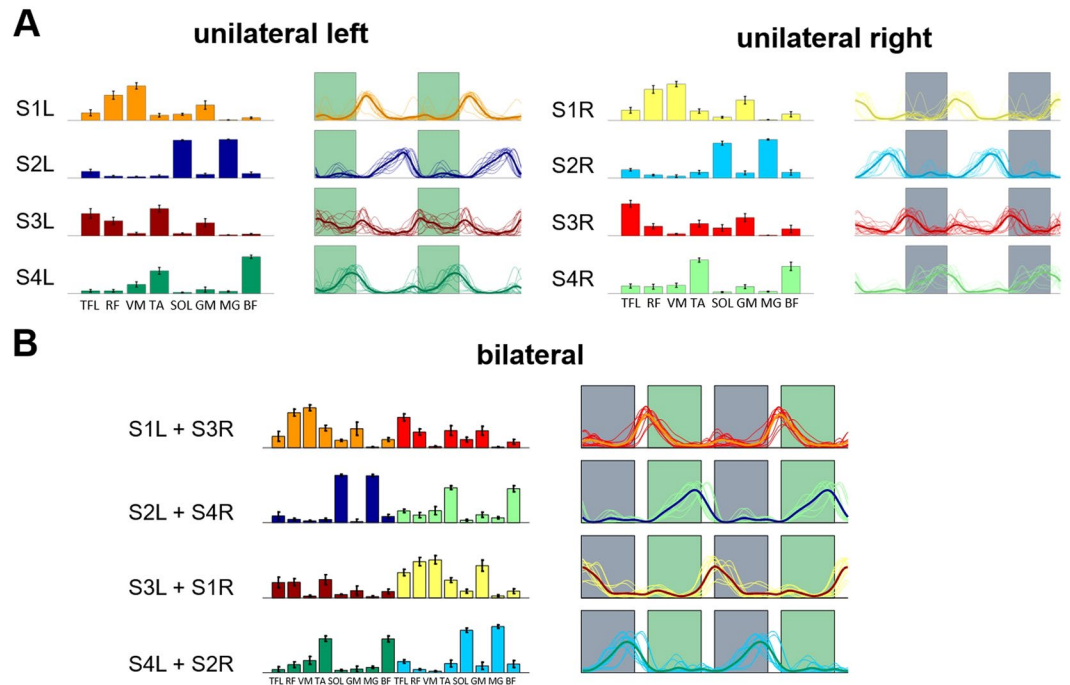 A
unilateral left
unilateral right
S1L
S1R
S2L
S2R
S3L
S3R
S4L
S4R
TFL RF VM TA SOL GM MG BF
TFL RF VM TA SOL GM MG BF
B
bilateral
S1L + S3R
S2L + S4R
S3L + S1R
S4L + S2R
TFL RF VM TA SOL GM MG BF TFL RF VM TA SOL GM MG BF